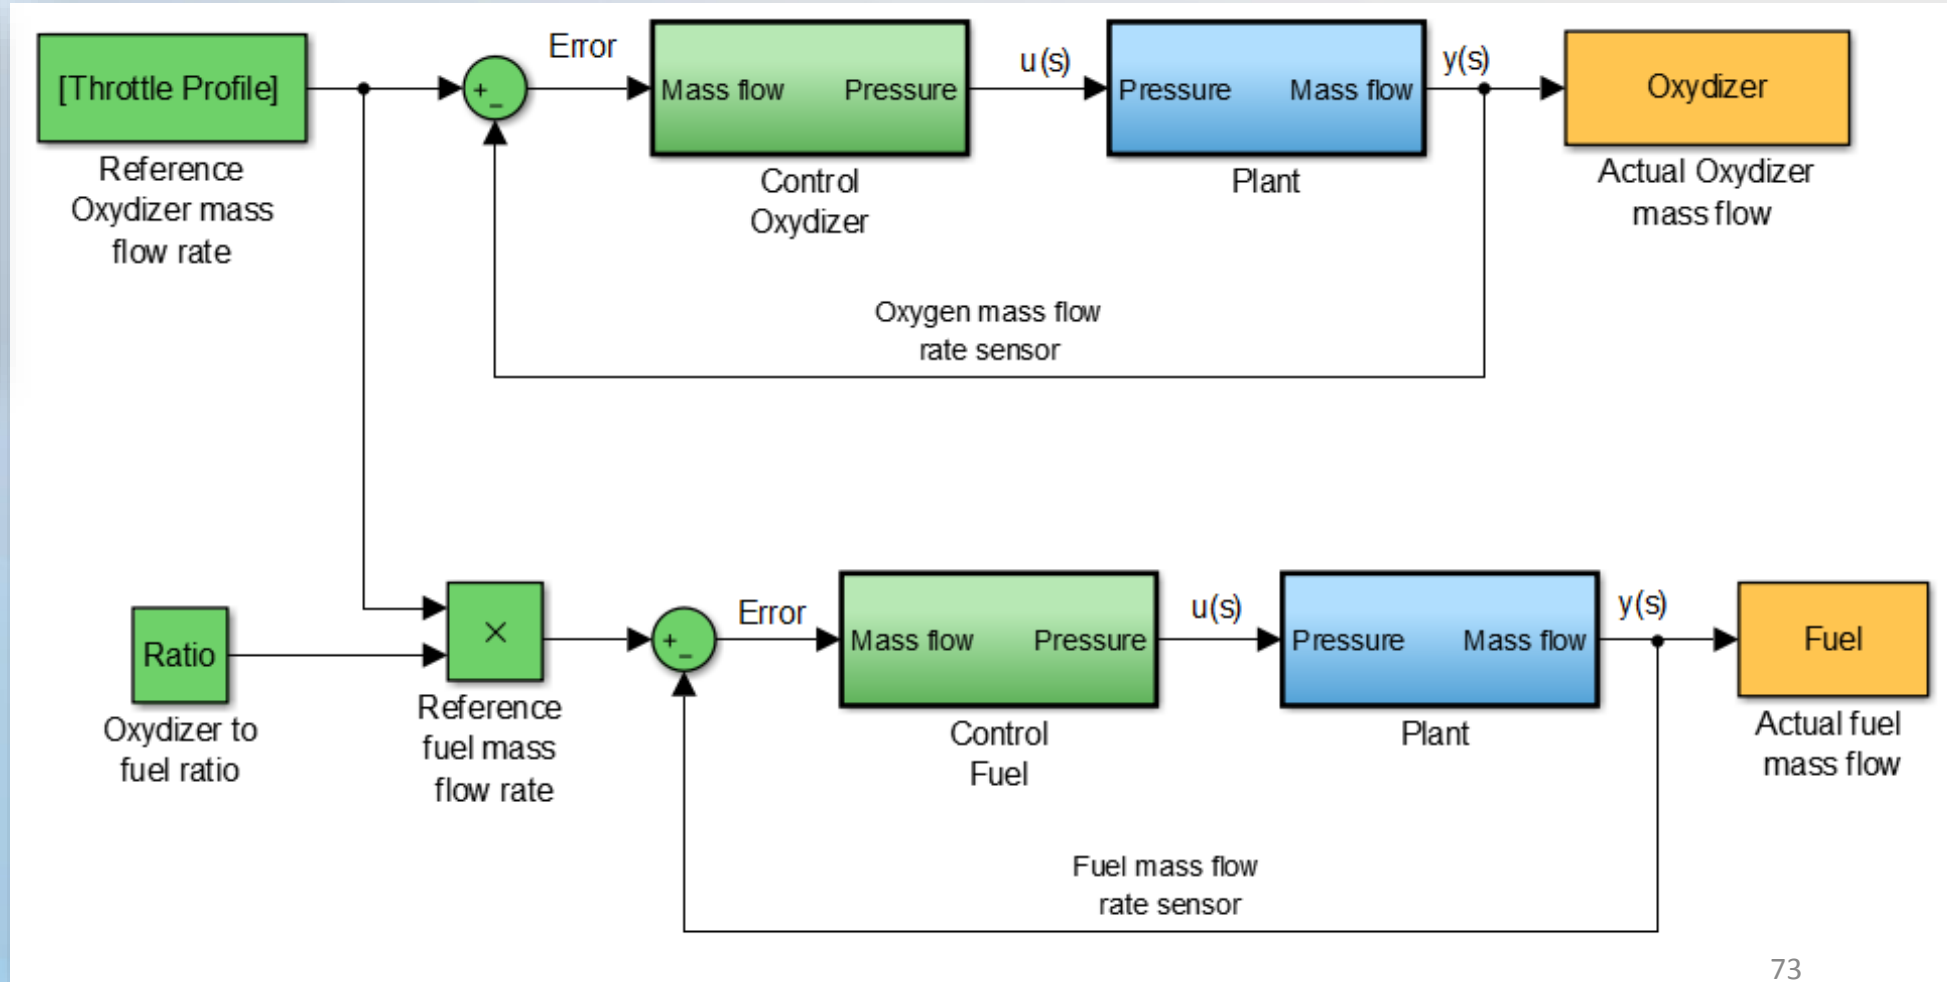 [Throttle Profile]
Reference
Oxydizer mass
flow rate
+
−
Error
Mass flow Pressure
Control
Oxydizer
u(s)
Pressure Mass flow
Plant
y(s)
Oxydizer
Actual Oxydizer
mass flow
Oxygen mass flow
rate sensor
Ratio
Oxydizer to
fuel ratio
×
Reference
fuel mass
flow rate
+
−
Error
Mass flow Pressure
Control
Fuel
u(s)
Pressure Mass flow
Plant
y(s)
Fuel
Actual fuel
mass flow
Fuel mass flow
rate sensor
73